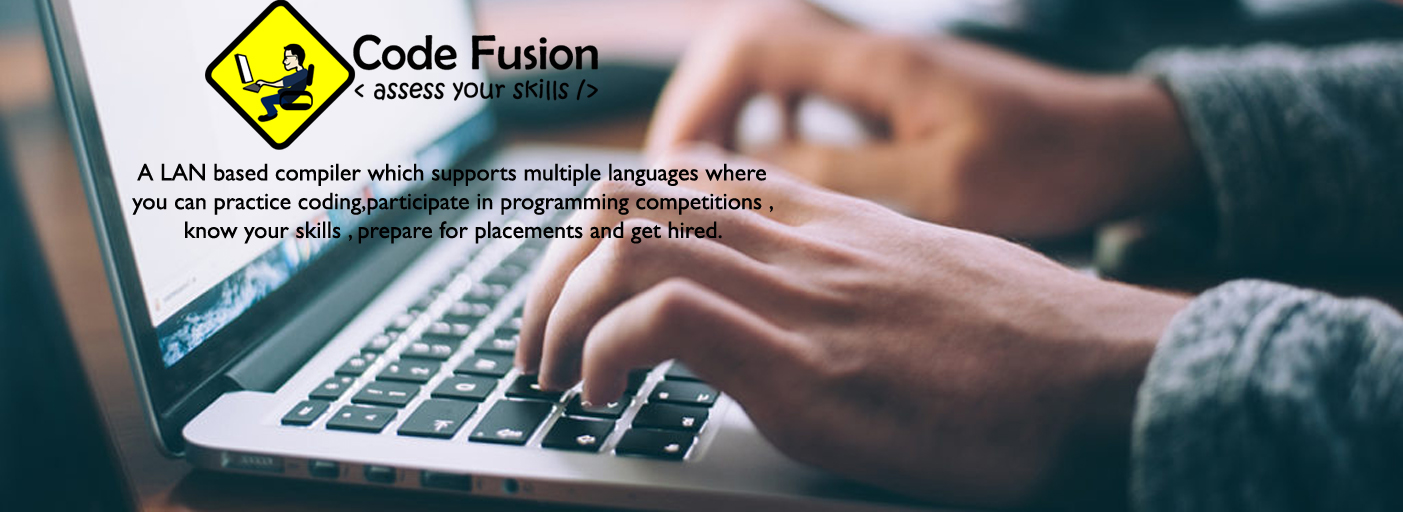 Code Fusion
< assess your skills />
A LAN based compiler which supports multiple languages where
you can practice coding,participate in programming competitions ,
know your skills , prepare for placements and get hired.